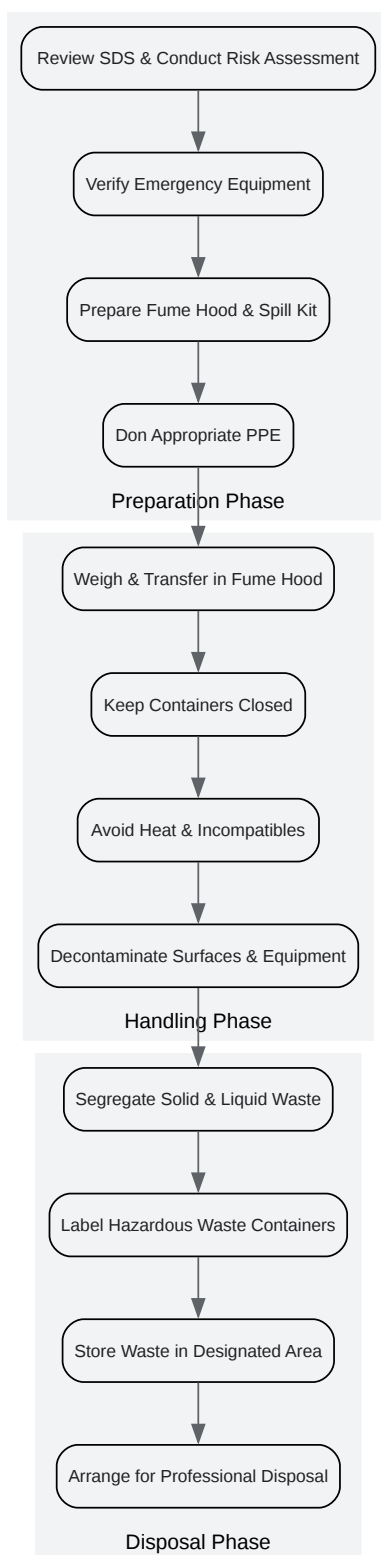 Review SDS & Conduct Risk Assessment
Verify Emergency Equipment
Prepare Fume Hood & Spill Kit
Don Appropriate PPE
Preparation Phase
Weigh & Transfer in Fume Hood
Keep Containers Closed
Avoid Heat & Incompatibles
Decontaminate Surfaces & Equipment
Handling Phase
Segregate Solid & Liquid Waste
Label Hazardous Waste Containers
Store Waste in Designated Area
Arrange for Professional Disposal
Disposal Phase